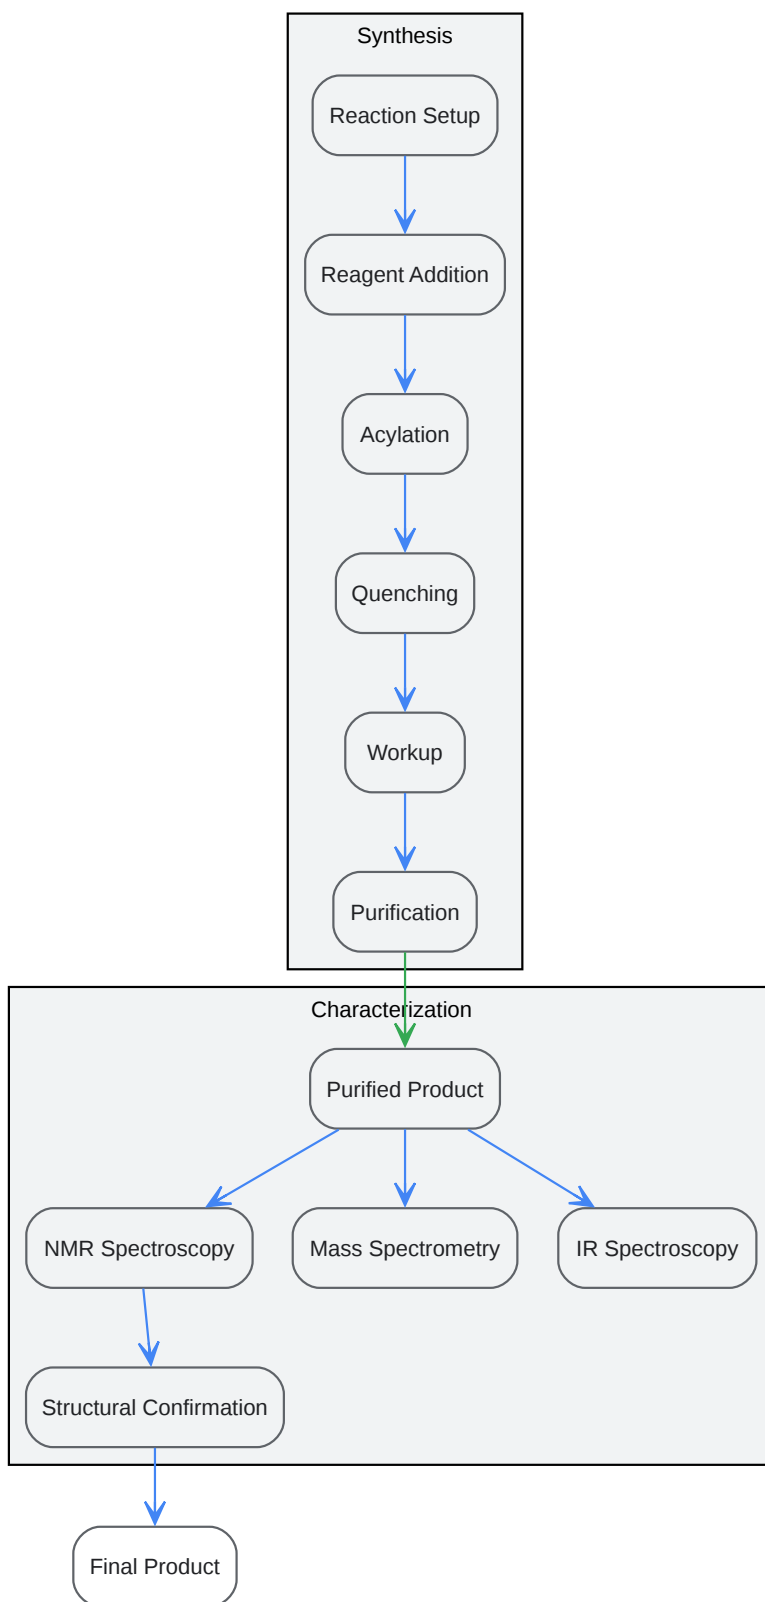 Synthesis
Reaction Setup
Reagent Addition
Acylation
Quenching
Workup
Purification
Characterization
Purified Product
NMR Spectroscopy
Mass Spectrometry
IR Spectroscopy
Structural Confirmation
Final Product